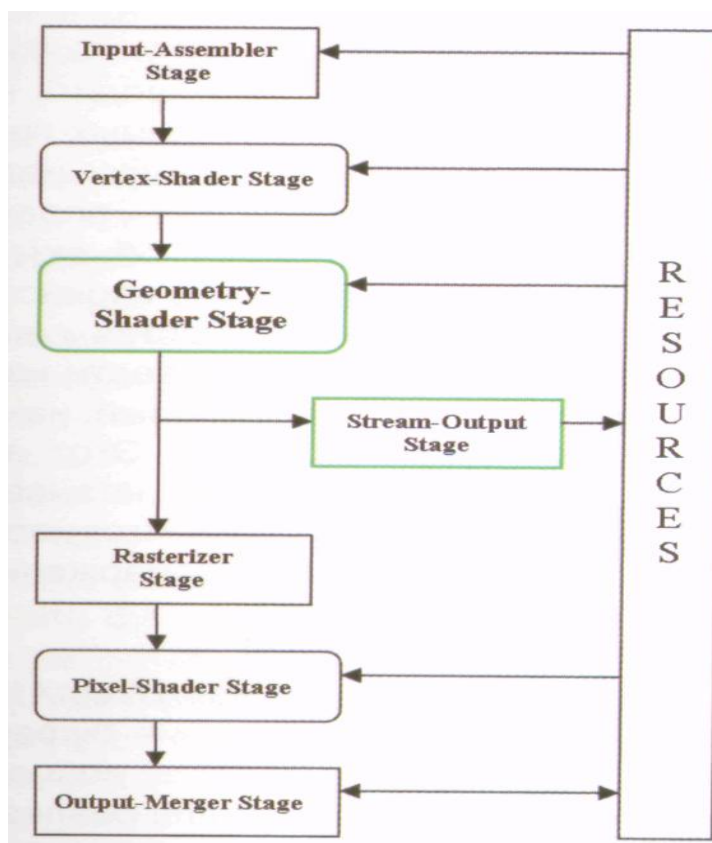 Input-Assembler
Stage
Vertex-Shader Stage
Geometry-
Shader Stage
Stream-Output
Stage
Rasterizer
Stage
Pixel-Shader Stage
Output-Merger Stage
RESOURCES